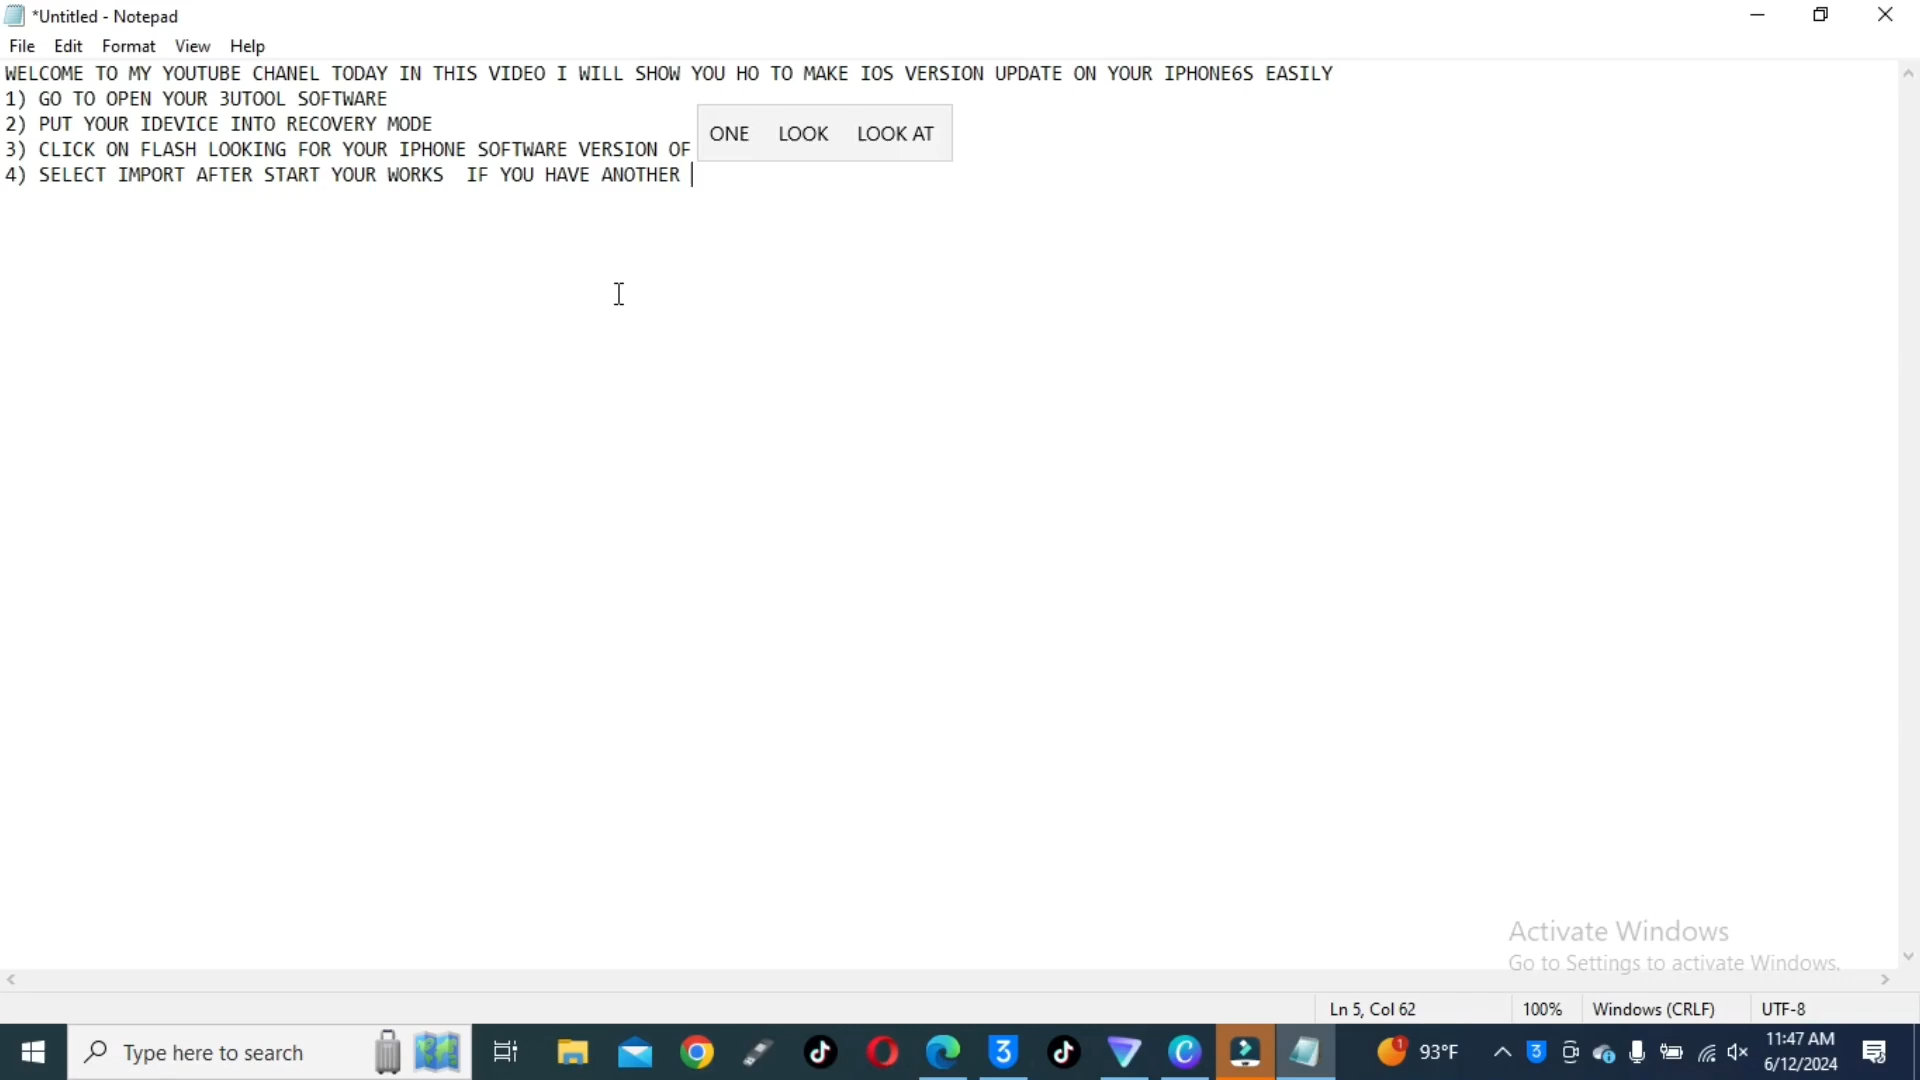 *Untitled - Notepad
File Edit Format View Help
WELCOME TO MY YOUTUBE CHANEL TODAY IN THIS VIDEO I WILL SHOW YOU HO TO MAKE IOS VERSION UPDATE ON YOUR IPHONE6S EASILY
1) GO TO OPEN YOUR 3UTOOL SOFTWARE
2) PUT YOUR IDEVICE INTO RECOVERY MODE
ONE LOOK LOOK AT
3) CLICK ON FLASH LOOKING FOR YOUR IPHONE SOFTWARE VERSION OF
4) SELECT IMPORT AFTER START YOUR WORKS  IF YOU HAVE ANOTHER
Activate Windows
Go to Settings to activate Windows.
Ln 5, Col 62 100% Windows (CRLF) UTF-8
Type here to search
3
3
C
1
93°F
11:47 AM
6/12/2024